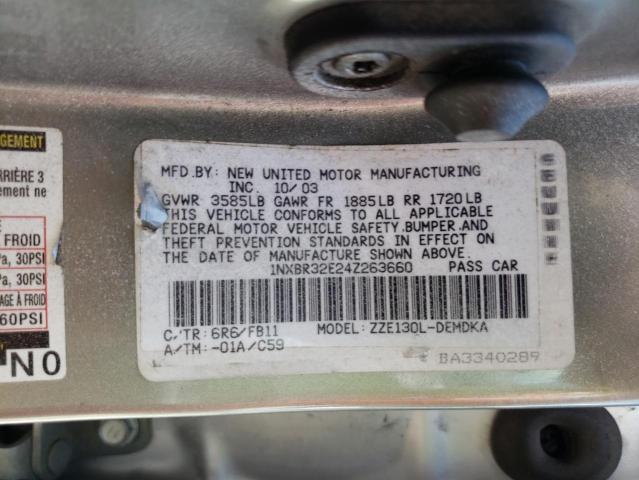 NGEMENT
RRIÈRE 3
ement ne
FROID
a, 30PSI
a, 30PSI
AGE À FROID
60PSI
NO
MFD.BY: NEW UNITED MOTOR MANUFACTURING
INC. 10/03
GVWR 3585LB GAWR FR 1885LB RR 1720LB
THIS VEHICLE CONFORMS TO ALL APPLICABLE
FEDERAL MOTOR VEHICLE SAFETY,BUMPER,AND
THEFT PREVENTION STANDARDS IN EFFECT ON
THE DATE OF MANUFACTURE SHOWN ABOVE.
1NXBR32E24Z263660 PASS CAR
C/TR: 6R6/FB11 MODEL: ZZE130L-DEMDKA
A/TM: -01A/C59
BA3340289